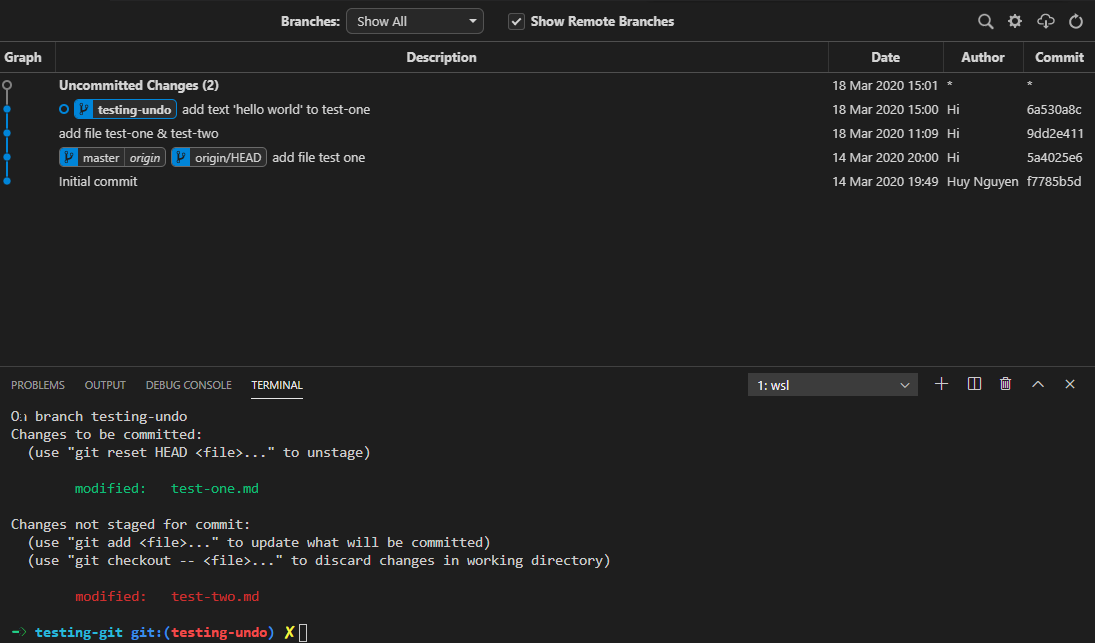 Branches: Show All Show Remote Branches
Graph Description Date Author Commit
Uncommitted Changes (2) 18 Mar 2020 15:01 * *
testing-undo add text 'hello world' to test-one 18 Mar 2020 15:00 Hi 6a530a8c
add file test-one & test-two 18 Mar 2020 11:09 Hi 9dd2e411
master origin origin/HEAD add file test one 14 Mar 2020 20:00 Hi 5a4025e6
Initial commit 14 Mar 2020 19:49 Huy Nguyen f7785b5d
PROBLEMS OUTPUT DEBUG CONSOLE TERMINAL 1: wsl
On branch testing-undo
Changes to be committed:
(use "git reset HEAD <file>..." to unstage)
modified: test-one.md
Changes not staged for commit:
(use "git add <file>..." to update what will be committed)
(use "git checkout -- <file>..." to discard changes in working directory)
modified: test-two.md
→ testing-git git:(testing-undo) ✗